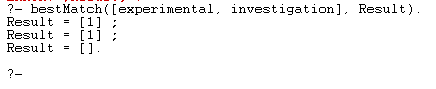 ?- bestMatch([experimental, investigation], Result).
Result = [1] ;
Result = [1] ;
Result = [].
?-